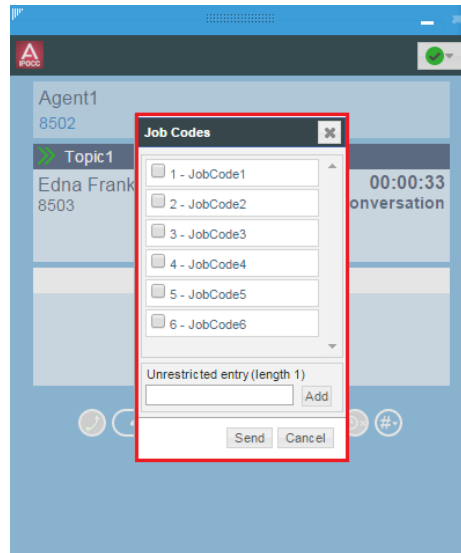 IPOCC
Agent1
8502
Job Codes
Topic1
Edna Frank
00:00:33
8503
onversation
1 - JobCode1
2 - JobCode2
3 - JobCode3
4 - JobCode4
5 - JobCode5
6 - JobCode6
Unrestricted entry (length 1)
Add
Send Cancel
#